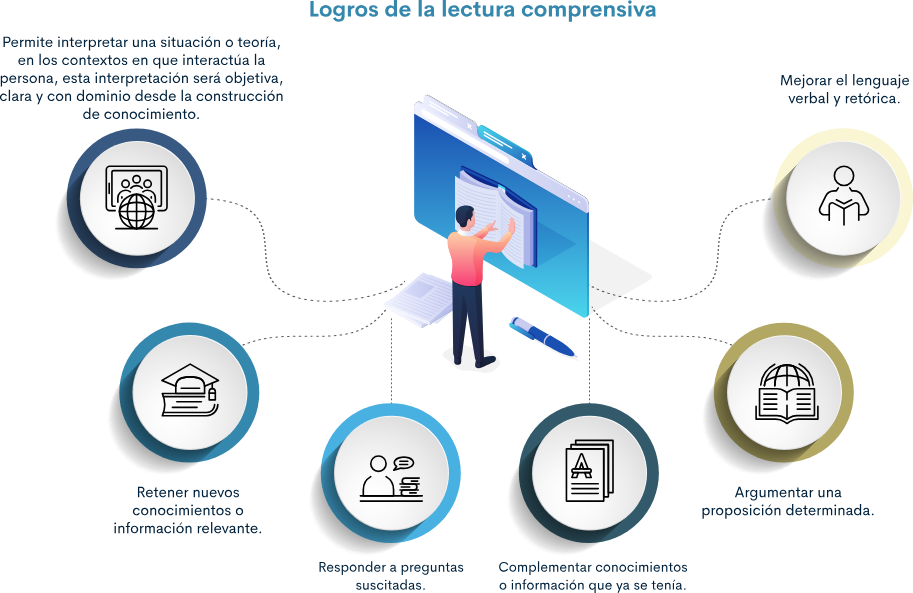 Logros de la lectura comprensiva
Permite interpretar una situación o teoría,
en los contextos en que interactúa la
persona, esta interpretación será objetiva,
clara y con dominio desde la construcción
de conocimiento.
Mejorar el lenguaje
verbal y retórica.
Retener nuevos
conocimientos o
información relevante.
Argumentar una
proposición determinada.
Responder a preguntas
suscitadas.
Complementar conocimientos
o información que ya se tenía.